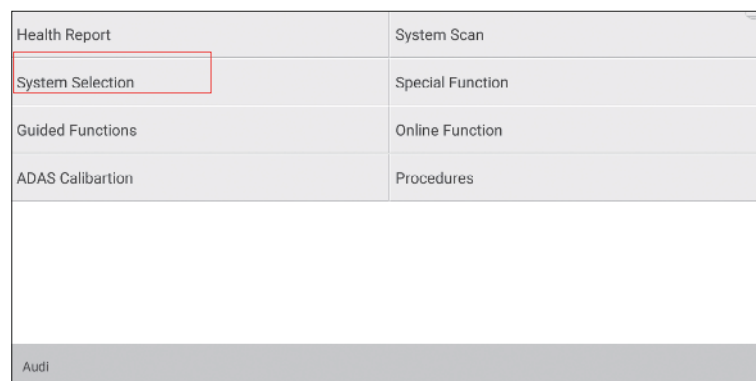 Health Report
System Scan
System Selection
Special Function
Guided Functions
Online Function
ADAS Calibartion
Procedures
Audi